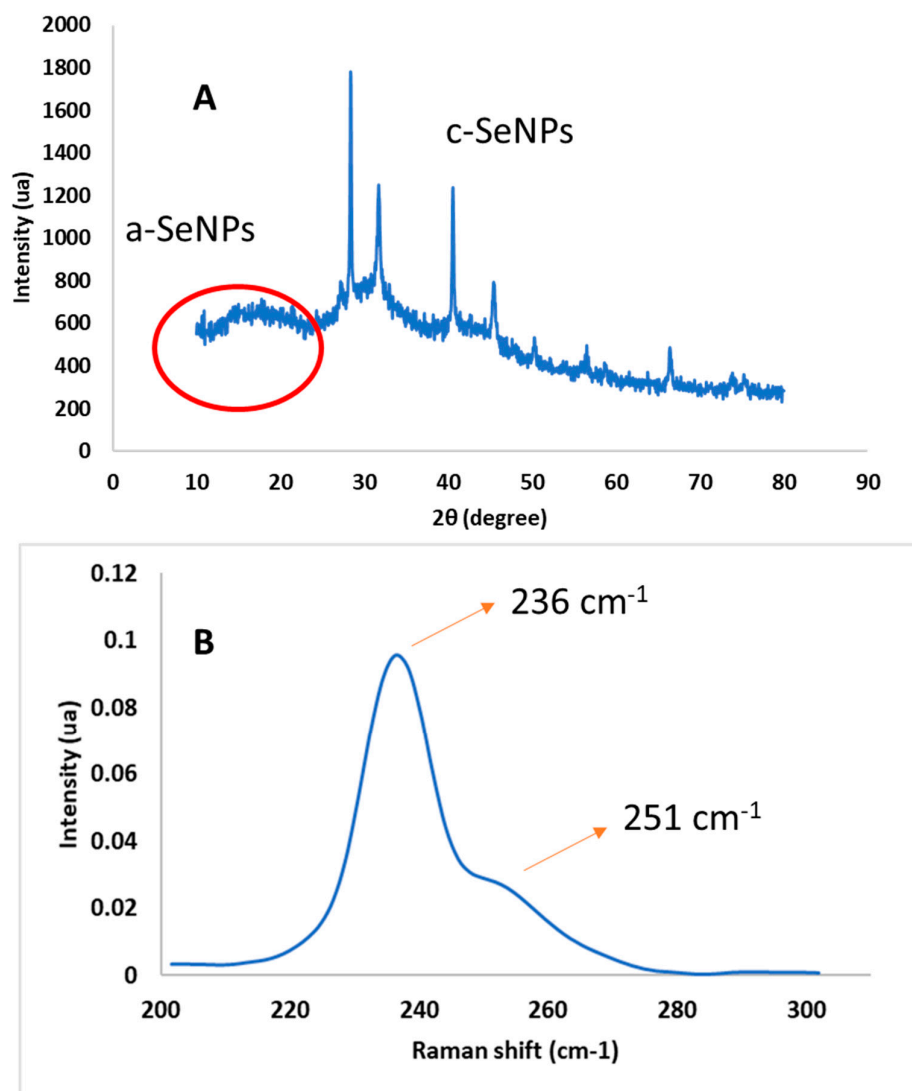 2000
1800
1600
1400
1200
1000
800
600
400
200
0
Intensity (ua)
A
c-SeNPs
a-SeNPs
0 10 20 30 40 50 60 70 80 90
2θ (degree)
0.12
0.1
0.08
0.06
0.04
0.02
0
Intensity (ua)
B
236 cm⁻¹
251 cm⁻¹
200 220 240 260 280 300
Raman shift (cm-1)